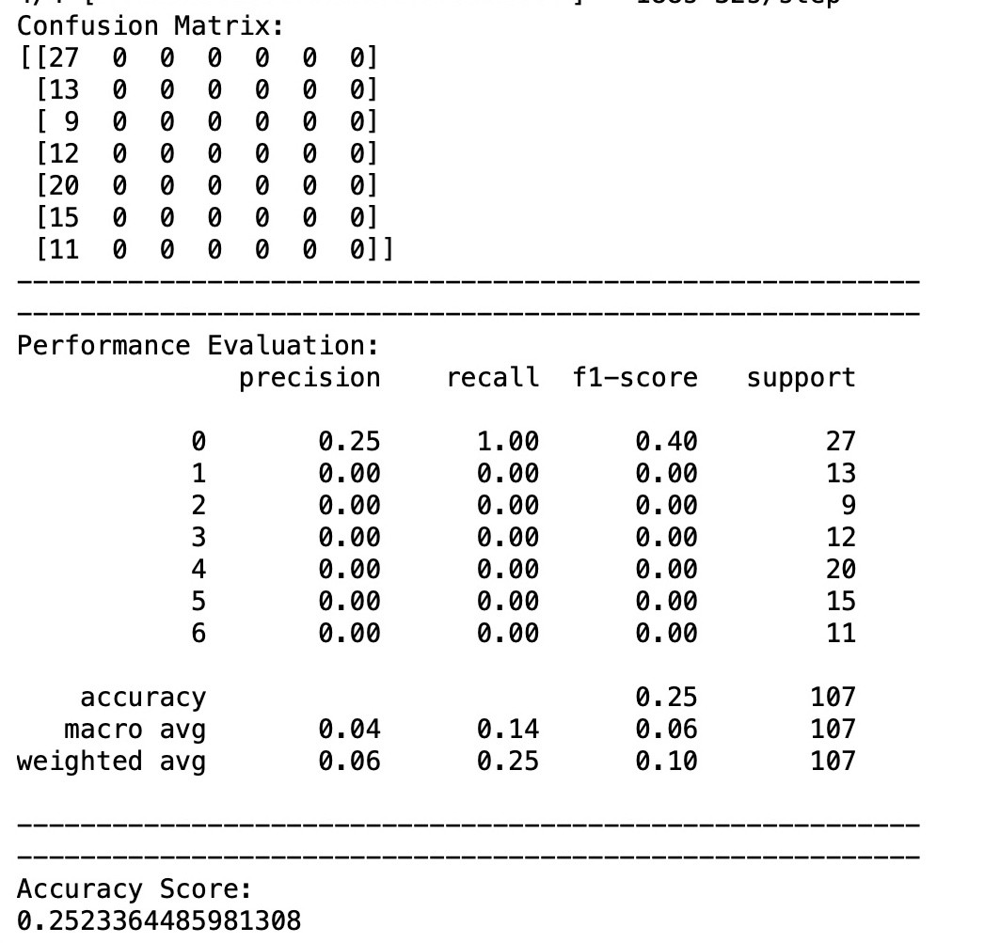 Confusion Matrix:
[[27  0  0  0  0  0  0]
 [13  0  0  0  0  0  0]
 [ 9  0  0  0  0  0  0]
 [12  0  0  0  0  0  0]
 [20  0  0  0  0  0  0]
 [15  0  0  0  0  0  0]
 [11  0  0  0  0  0  0]]
---------------------------------------------------------
---------------------------------------------------------
Performance Evaluation:
              precision    recall  f1-score   support

           0       0.25      1.00      0.40        27
           1       0.00      0.00      0.00        13
           2       0.00      0.00      0.00         9
           3       0.00      0.00      0.00        12
           4       0.00      0.00      0.00        20
           5       0.00      0.00      0.00        15
           6       0.00      0.00      0.00        11

    accuracy                           0.25       107
   macro avg       0.04      0.14      0.06       107
weighted avg       0.06      0.25      0.10       107

---------------------------------------------------------
---------------------------------------------------------
Accuracy Score:
0.2523364485981308